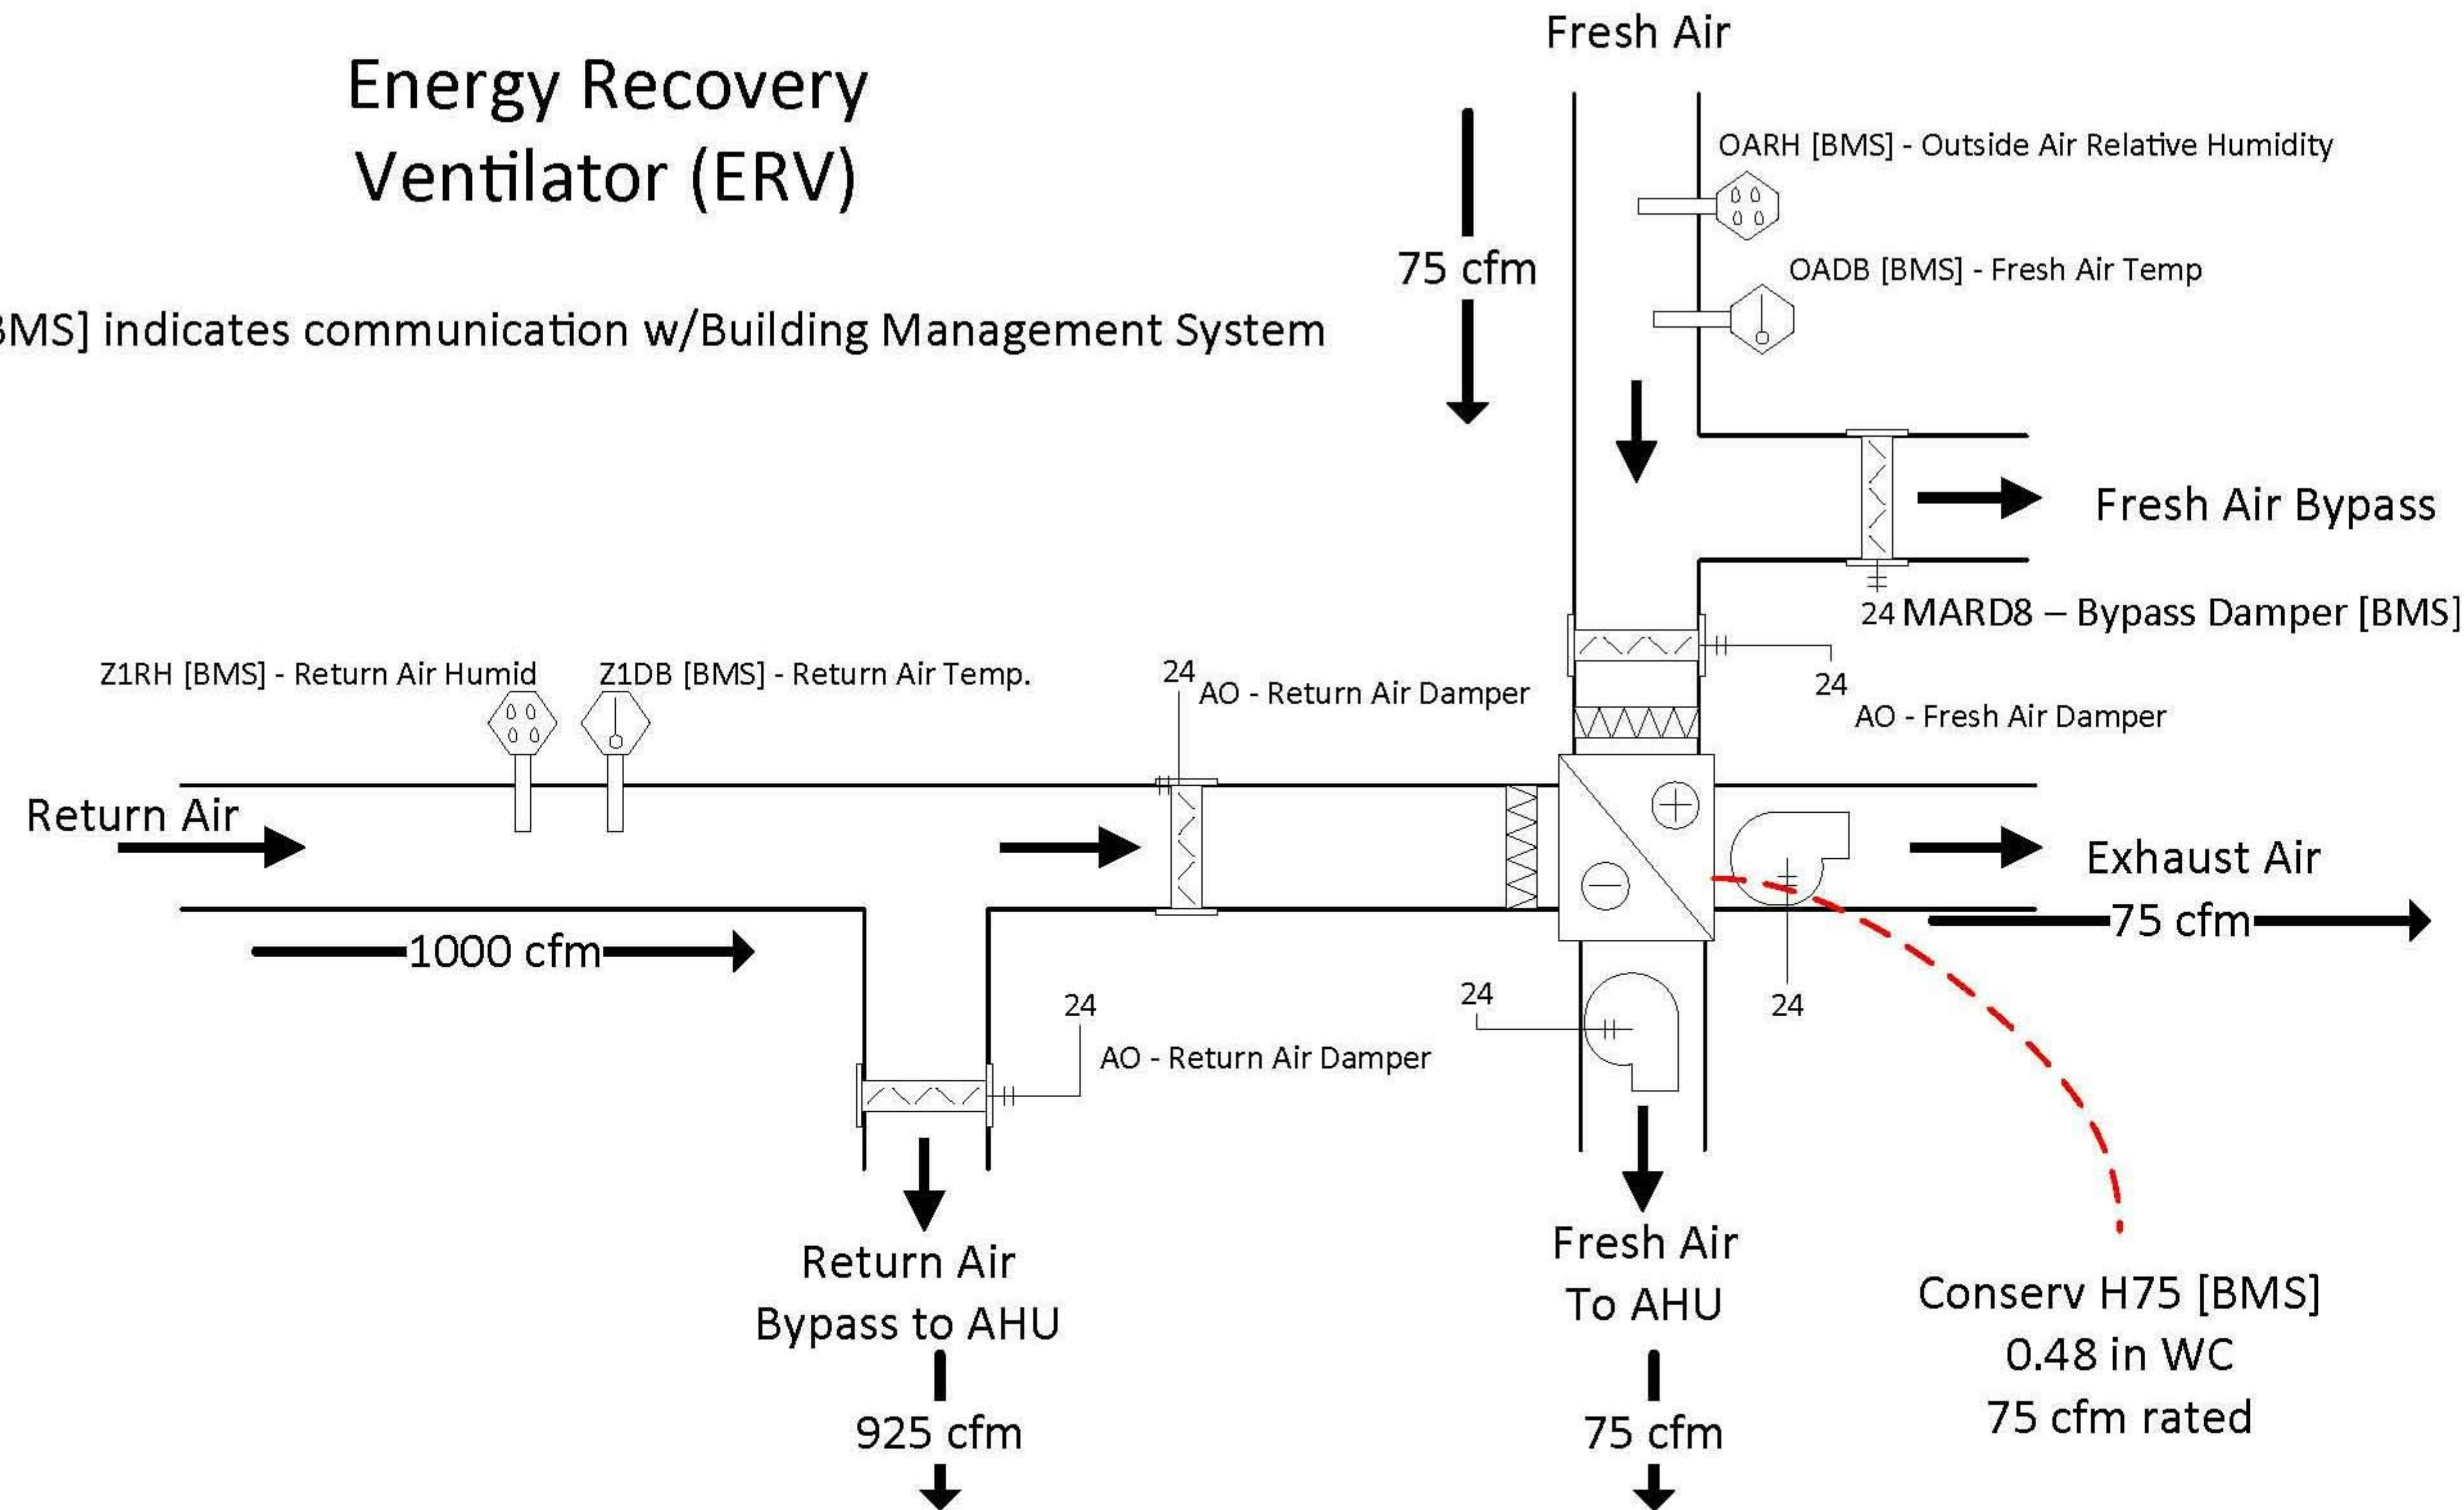 Energy Recovery
Ventilator (ERV)
BMS] indicates communication w/Building Management System
Fresh Air
75 cfm
OARH [BMS] - Outside Air Relative Humidity
OADB [BMS] - Fresh Air Temp
Fresh Air Bypass
24 MARD8 – Bypass Damper [BMS]
24
AO - Fresh Air Damper
Z1RH [BMS] - Return Air Humid
Z1DB [BMS] - Return Air Temp.
24
AO - Return Air Damper
Return Air
1000 cfm
Exhaust Air
75 cfm
24
24
24
AO - Return Air Damper
Return Air
Bypass to AHU
925 cfm
Fresh Air
To AHU
75 cfm
Conserv H75 [BMS]
0.48 in WC
75 cfm rated